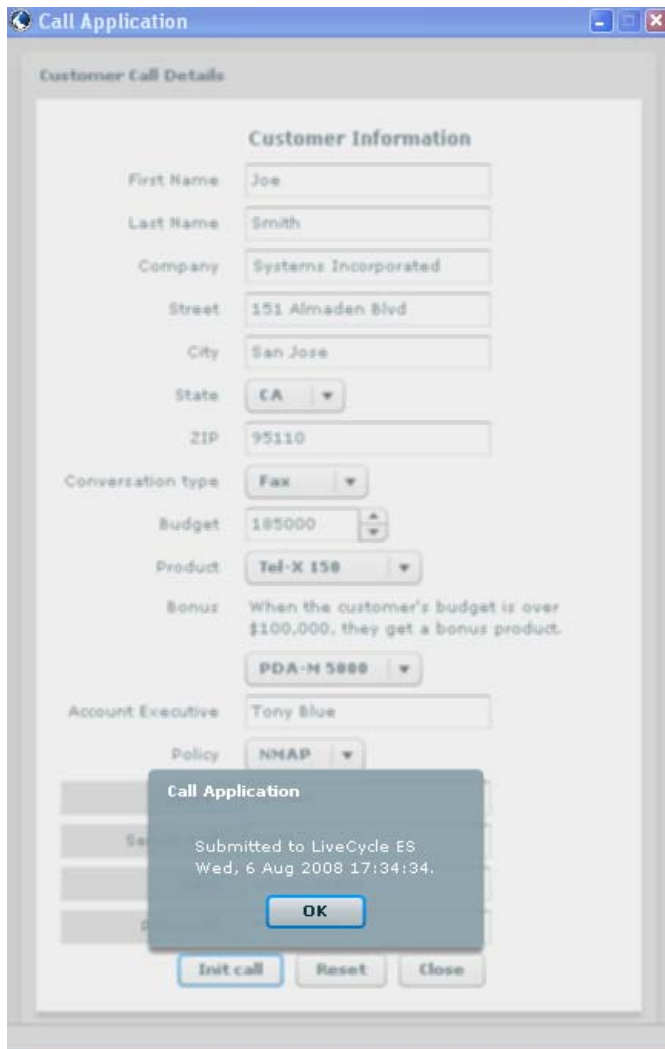 Call Application
Customer Call Details
Customer Information
First Name Joe
Last Name Smith
Company Systems Incorporated
Street 151 Almaden Blvd
City San Jose
State CA
ZIP 95110
Conversation type Fax
Budget 185000
Product Tel-X 150
Bonus When the customer's budget is over
$100,000, they get a bonus product.
PDA-M 5000
Account Executive Tony Blue
Policy NMAP
Call Application
Submitted to LiveCycle ES
Wed, 6 Aug 2008 17:34:34.
OK
Init call Reset Close